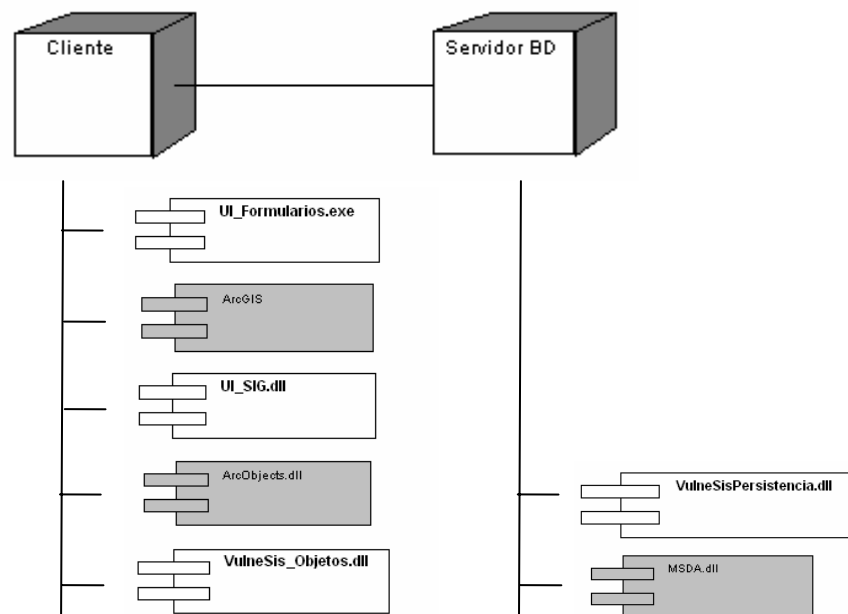 Cliente
Servidor BD
UI_Formularios.exe
ArcGIS
UI_SIG.dll
ArcObjects.dll
VulneSis_Objetos.dll
VulneSisPersistencia.dll
MSDA.dll